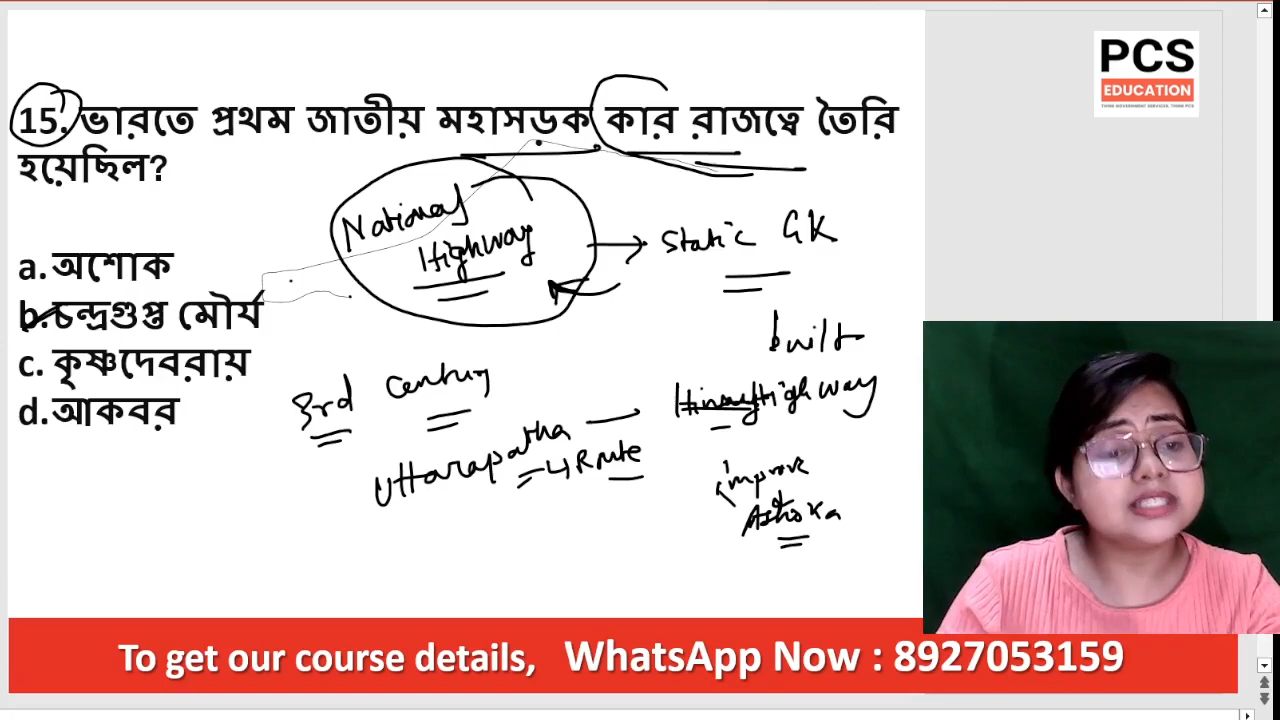 PCS
EDUCATION
15. ভারতে প্রথম জাতীয় মহাসড়ক কার রাজত্বে তৈরি
হয়েছিল?
National
Highway
Static GK
a. অশোক
b. চন্দ্রগুপ্ত মৌর্য
c. কৃষ্ণদেবরায়
d. আকবর
built
Highway
3rd Century
Uttarapatha
Route
improve
Ashoka
To get our course details, WhatsApp Now : 8927053159